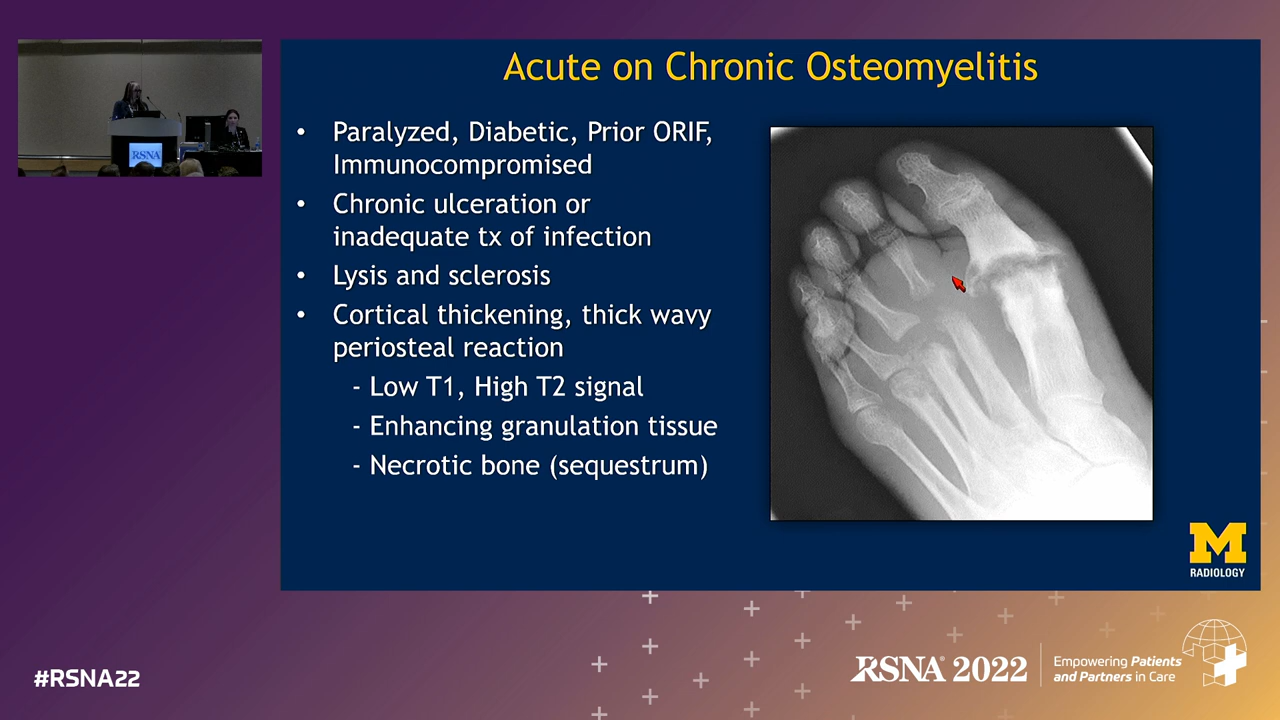 Acute on Chronic Osteomyelitis
• Paralyzed, Diabetic, Prior ORIF,
Immunocompromised
• Chronic ulceration or
inadequate tx of infection
• Lysis and sclerosis
• Cortical thickening, thick wavy
periosteal reaction
- Low T1, High T2 signal
- Enhancing granulation tissue
- Necrotic bone (sequestrum)
RSNA
M
RADIOLOGY
#RSNA22
RSNA® 2022
Empowering Patients
and Partners in Care